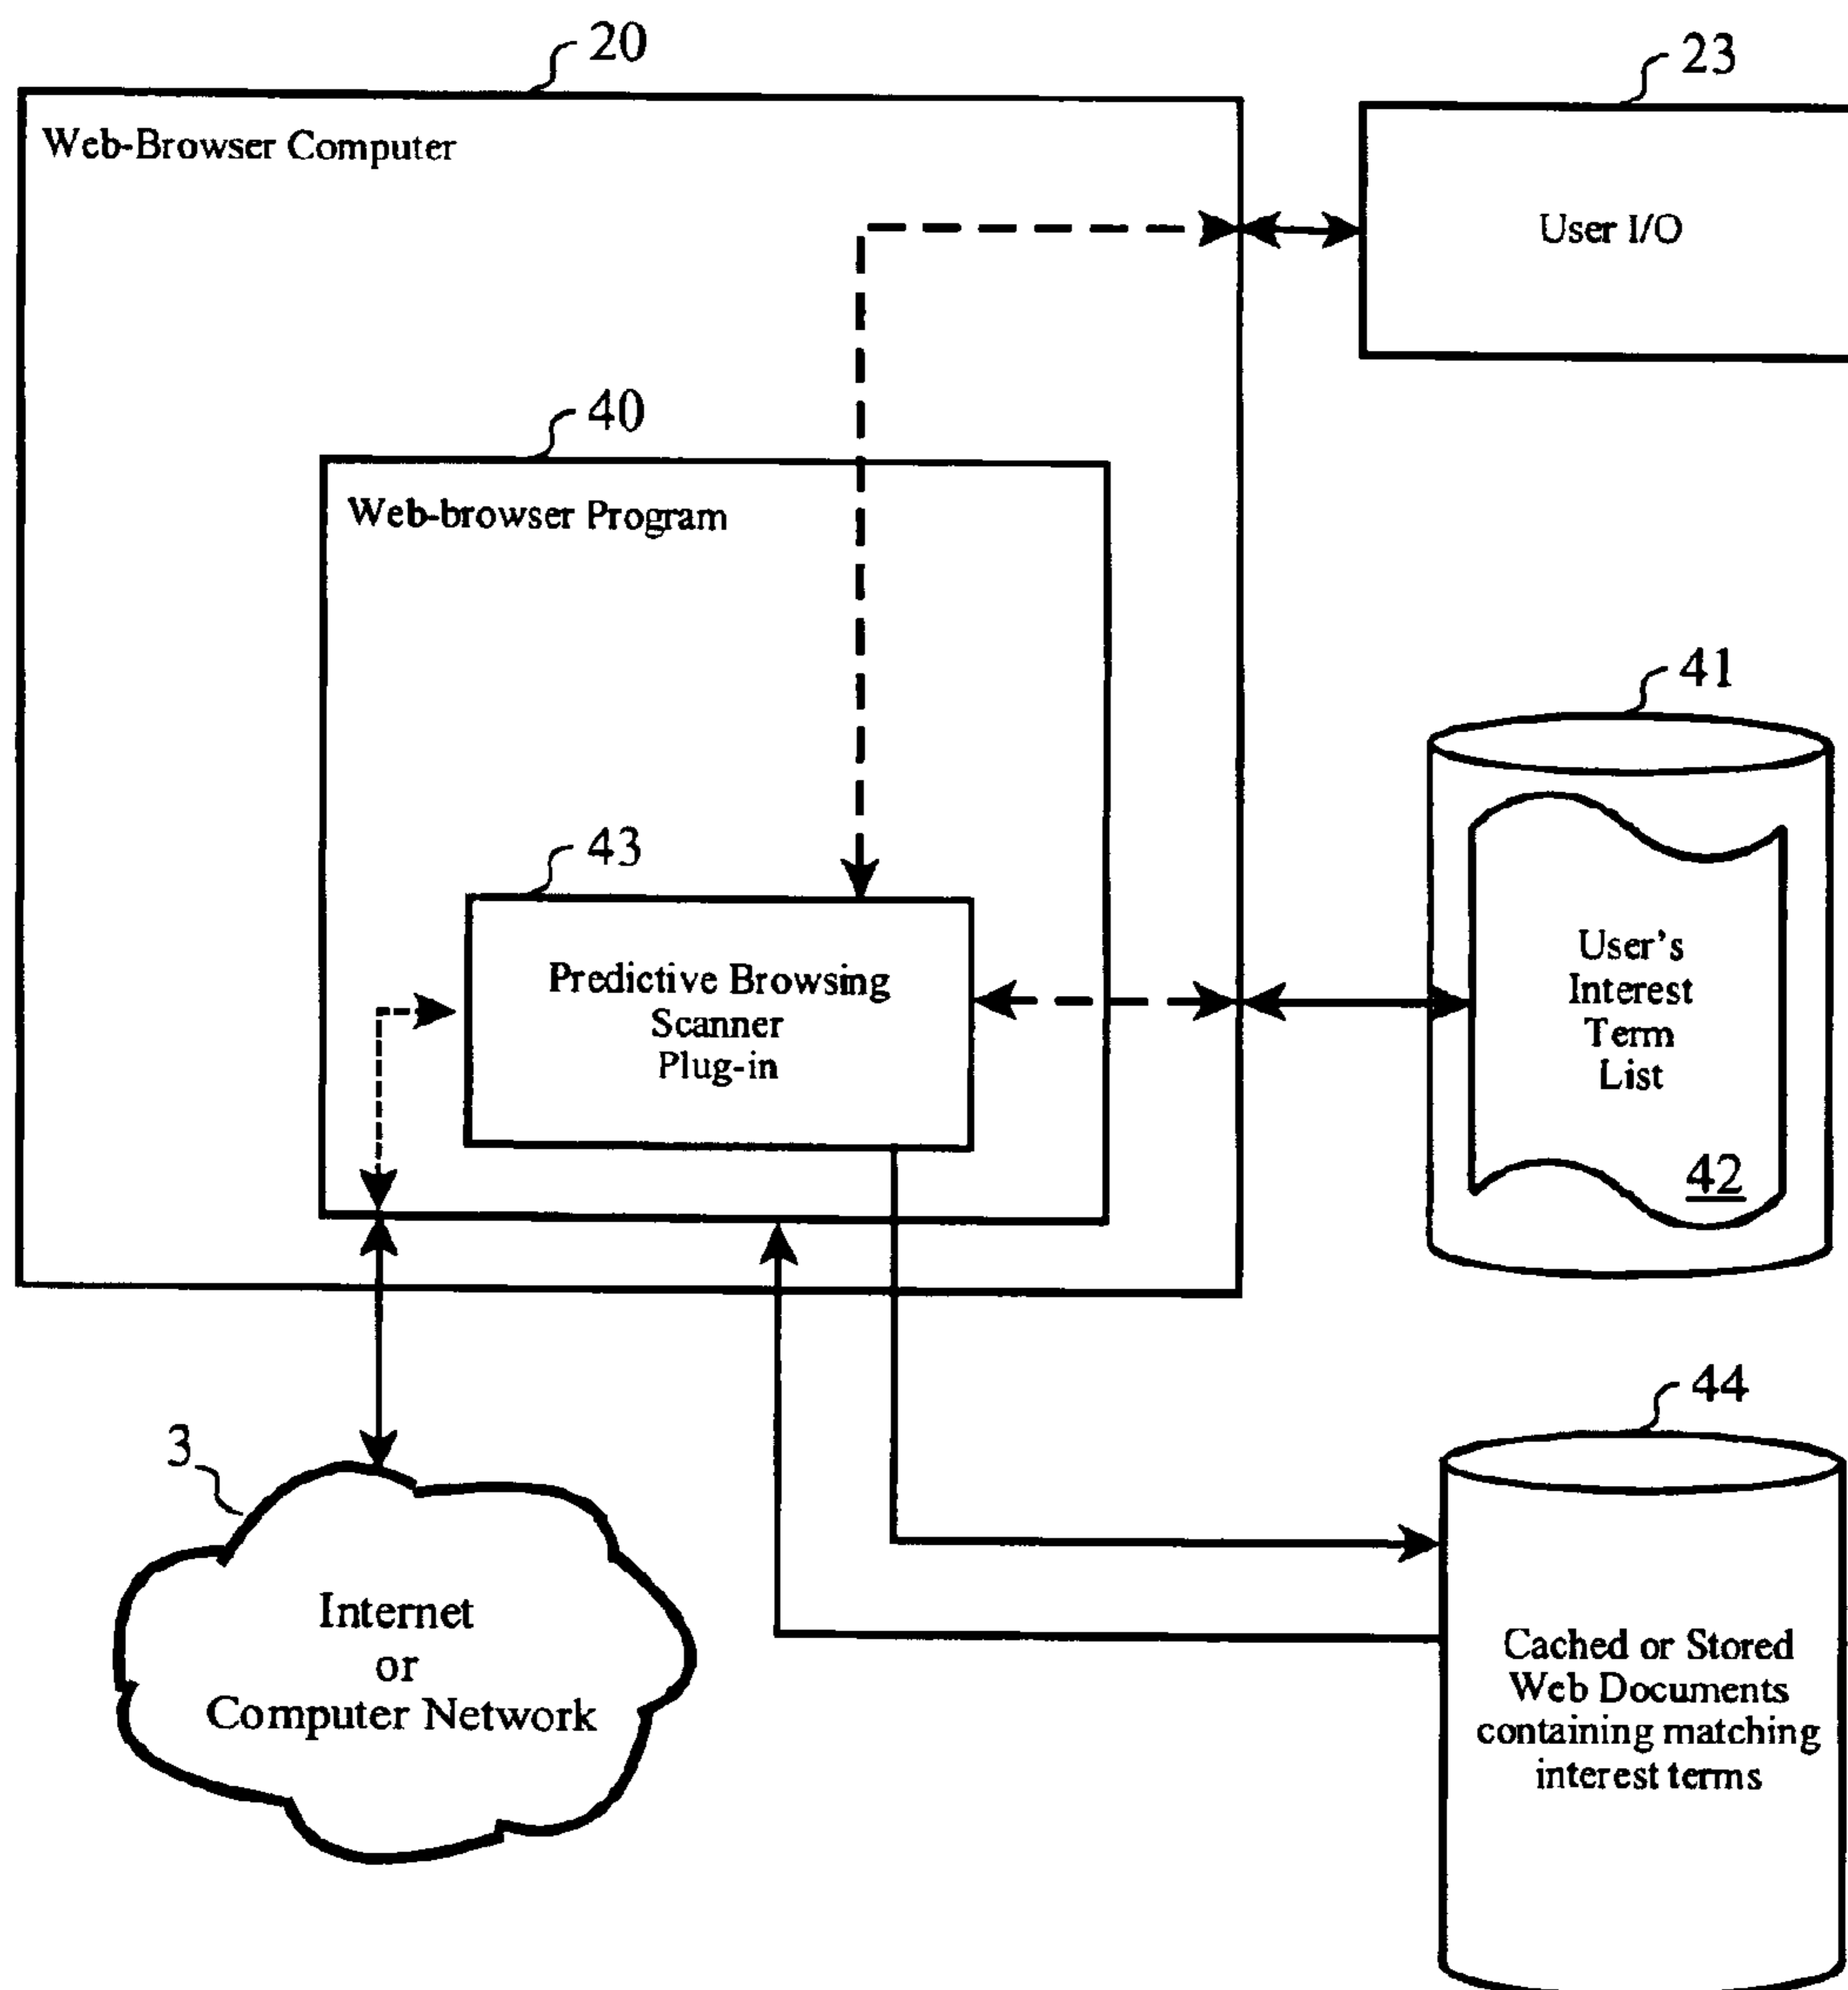 20
23
Web-Browser Computer
User I/O
40
Web-browser Program
41
43
User's
Interest
Term
List
Predictive Browsing
Scanner
Plug-in
42
44
3
Internet
or
Computer Network
Cached or Stored
Web Documents
containing matching
interest terms